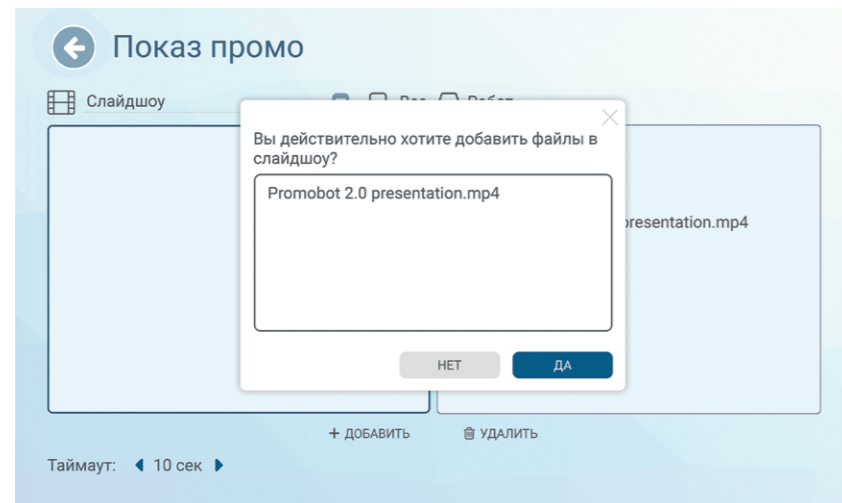 Показ промо
Слайдшоу
Вы действительно хотите добавить файлы в
слайдшоу?
Promobot 2.0 presentation.mp4
presentation.mp4
НЕТ ДА
+ ДОБАВИТЬ УДАЛИТЬ
Таймаут: 10 сек